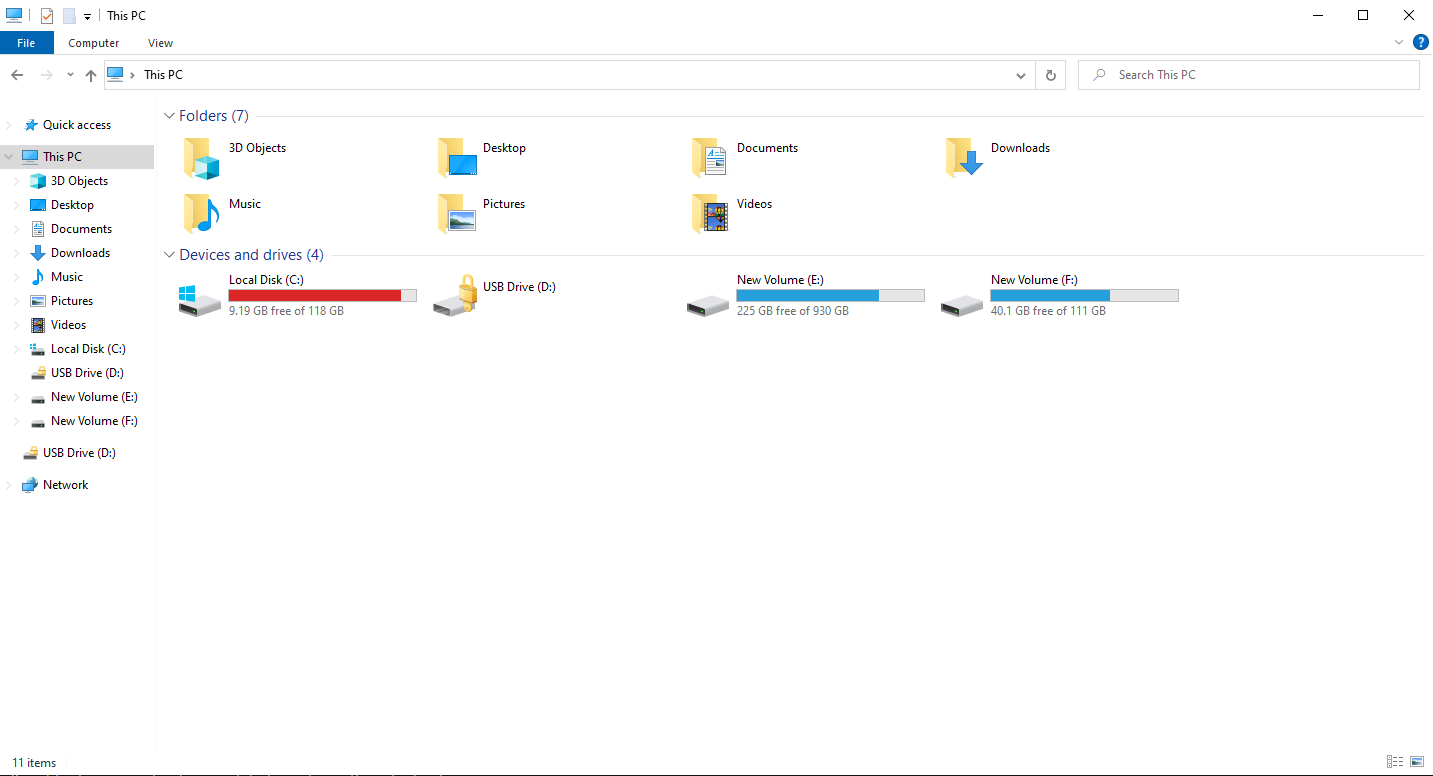 This PC
File Computer View
?
This PC
Search This PC
Quick access
This PC
3D Objects
Desktop
Documents
Downloads
Music
Pictures
Videos
Local Disk (C:)
USB Drive (D:)
New Volume (E:)
New Volume (F:)
USB Drive (D:)
Network
Folders (7)
3D Objects Desktop Documents Downloads
Music Pictures Videos
Devices and drives (4)
Local Disk (C:)
9.19 GB free of 118 GB
USB Drive (D:)
New Volume (E:)
225 GB free of 930 GB
New Volume (F:)
40.1 GB free of 111 GB
11 items